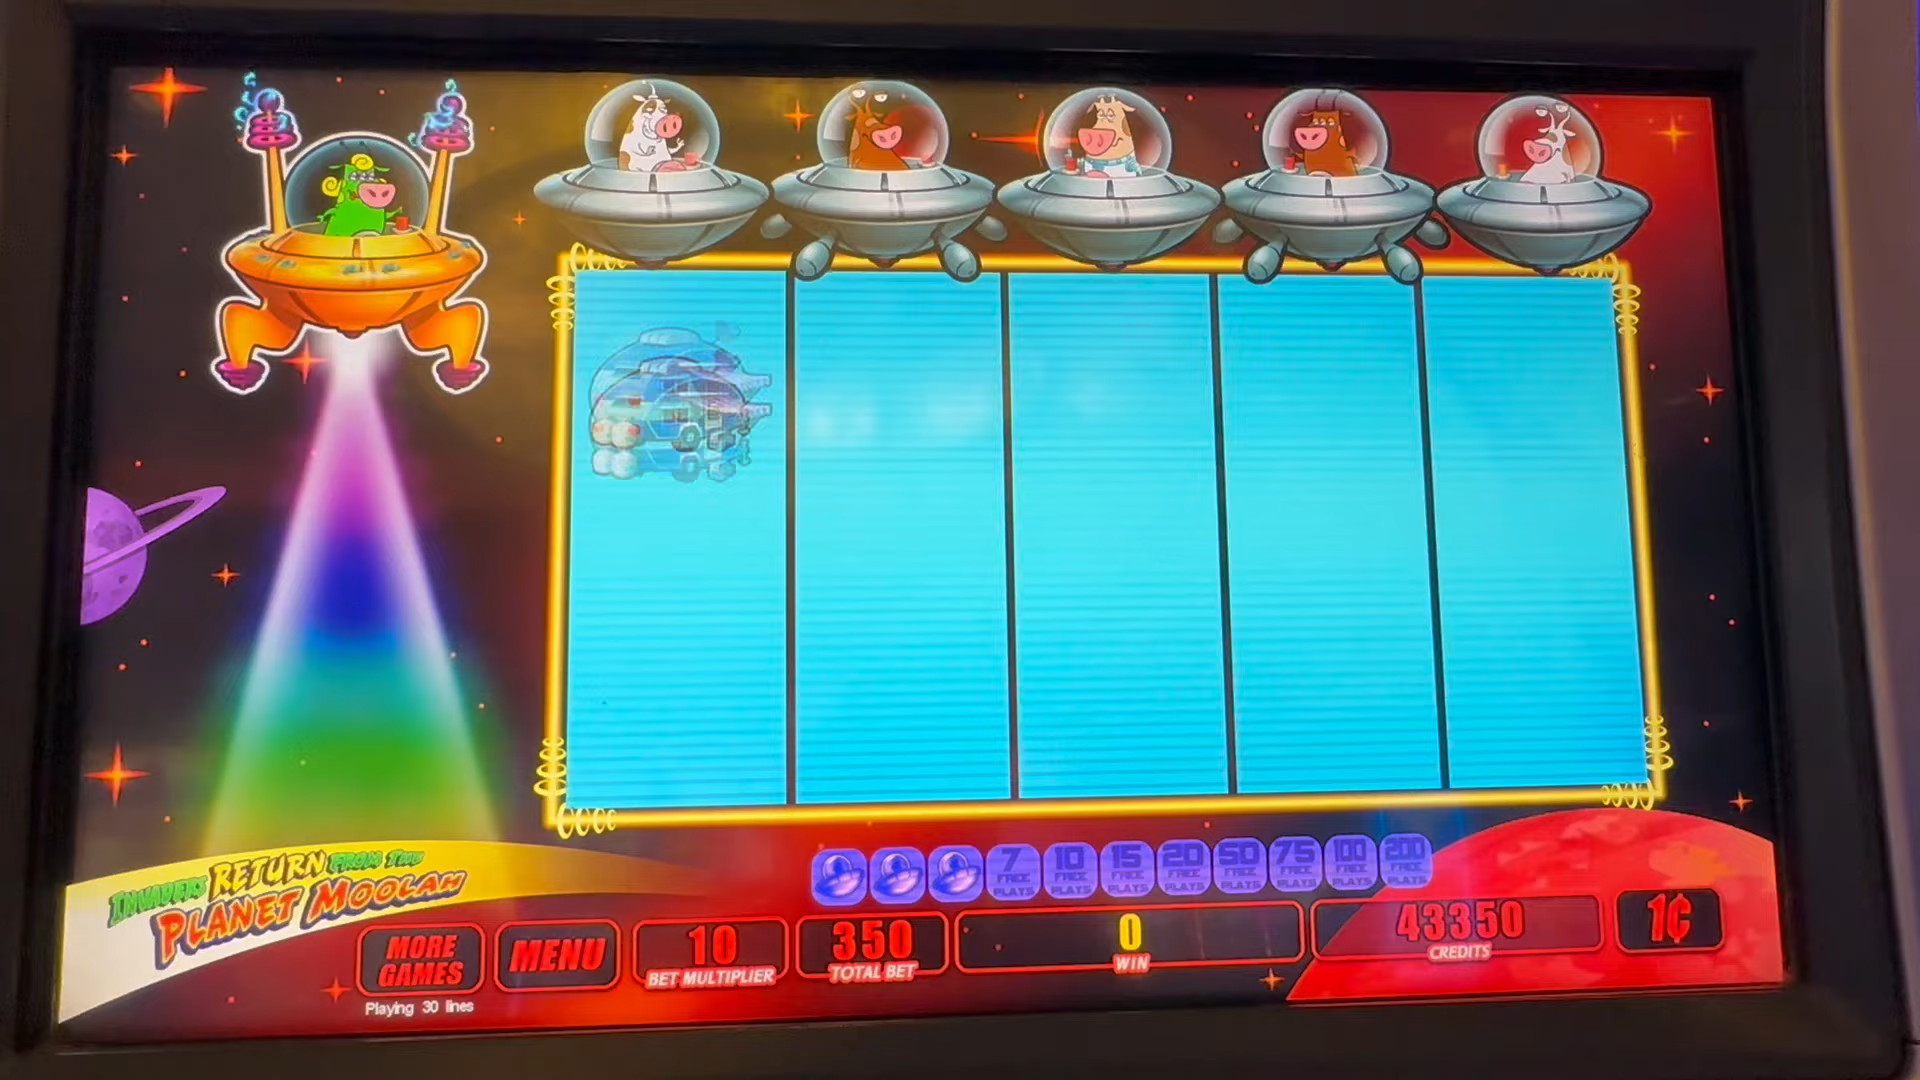 7 FREE PLAYS
10 FREE PLAYS
15 FREE PLAYS
20 FREE PLAYS
50 FREE PLAYS
75 FREE PLAYS
100 FREE PLAYS
200 FREE PLAYS
INVADERS RETURN FROM THE
PLANET MOOLAH
MORE
GAMES
MENU
10
BET MULTIPLIER
350
TOTAL BET
0
WIN
43350
CREDITS
1¢
Playing 30 lines